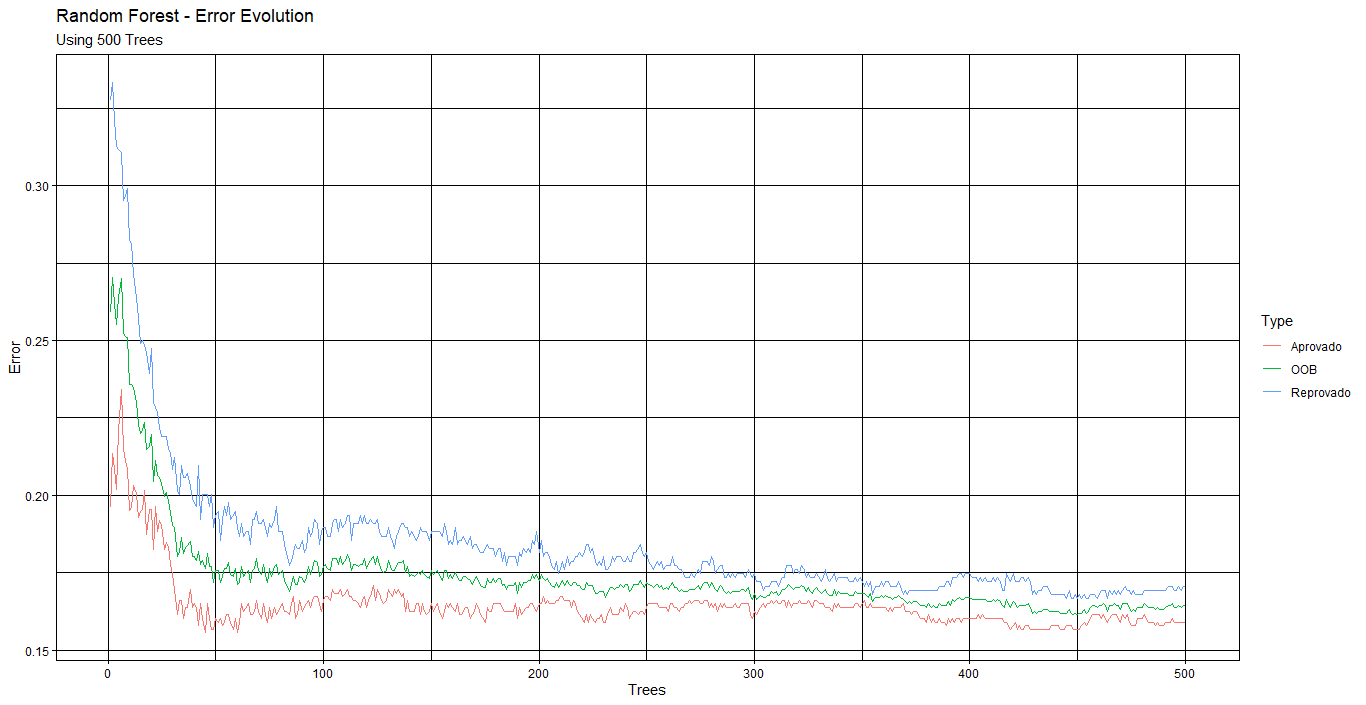 Random Forest - Error Evolution
Using 500 Trees
0.30
0.25
0.20
0.15
Error
0
100
200
300
400
500
Trees
Type
Aprovado
OOB
Reprovado